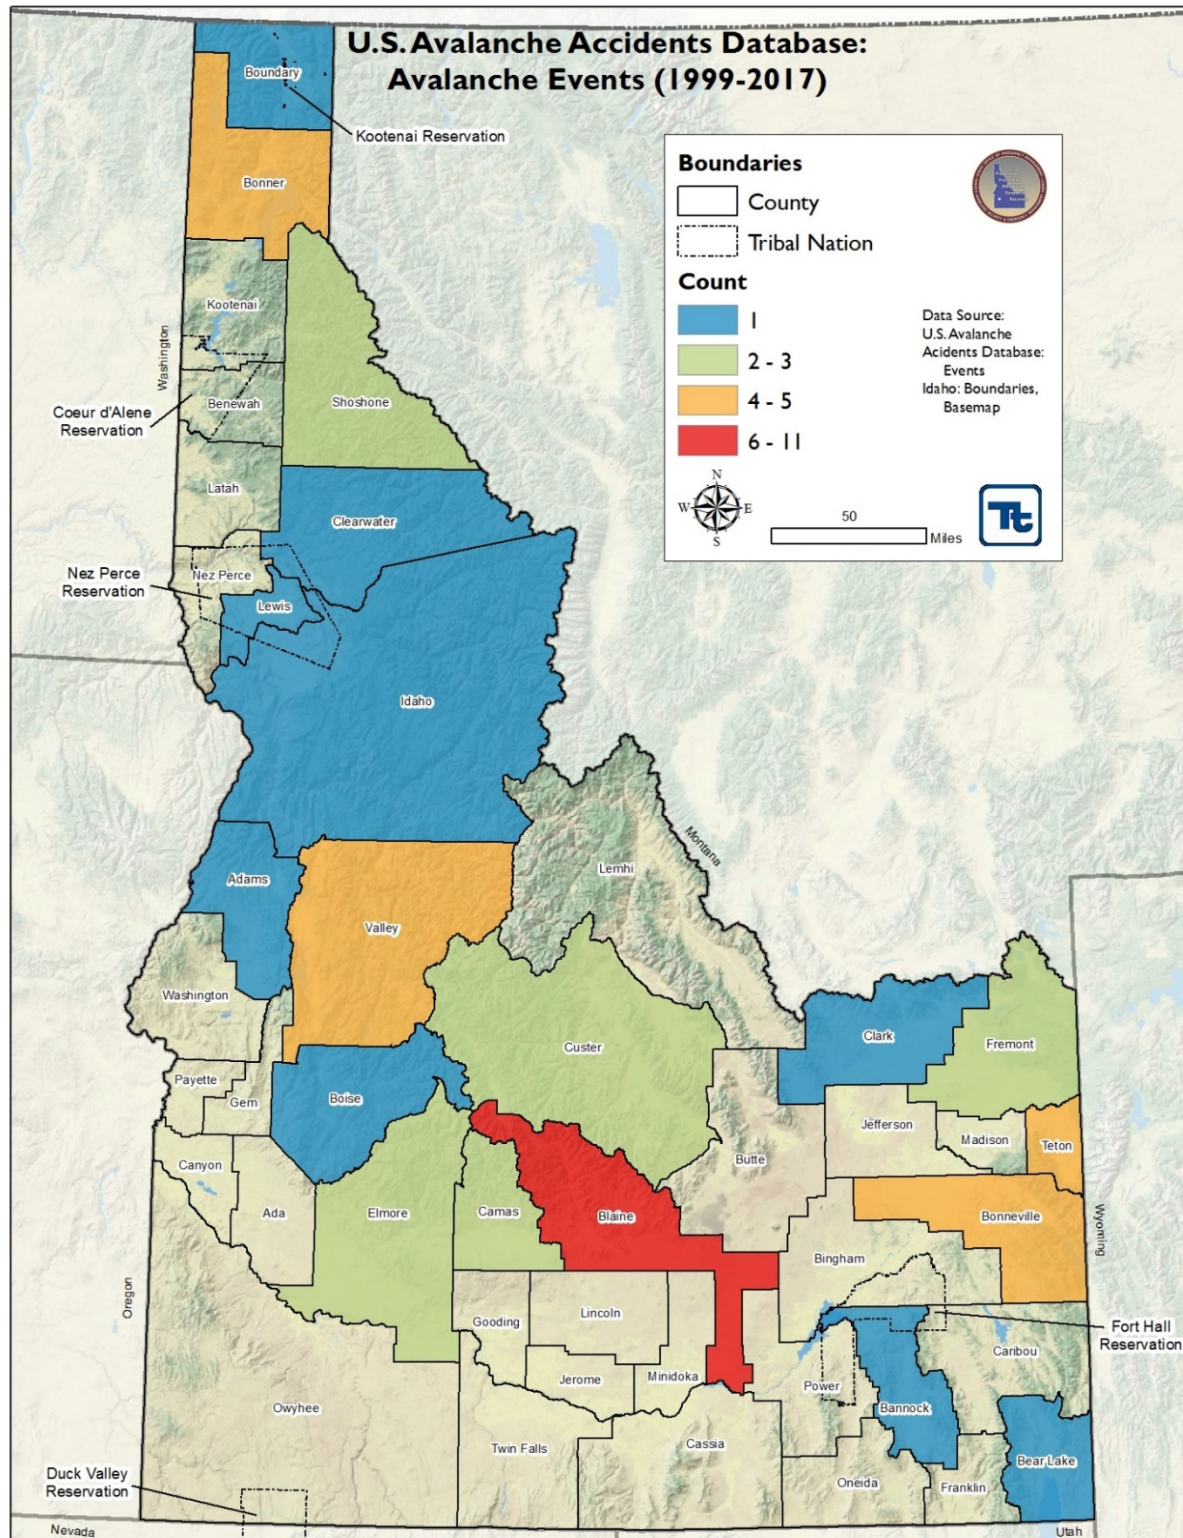 U.S. Avalanche Accidents Database:
Avalanche Events (1999-2017)
Boundaries
County
Tribal Nation
Count
1
2 - 3
4 - 5
6 - 11
Data Source:
U.S. Avalanche
Acidents Database:
Events
Idaho: Boundaries,
Basemap
N
W
E
S
50
Miles
Tt
Boundary
Kootenai Reservation
Bonner
Kootenai
Washington
Coeur d'Alene
Reservation
Benewah
Shoshone
Latah
Clearwater
Nez Perce
Reservation
Nez Perce
Lewis
Idaho
Montana
Lemhi
Adams
Valley
Washington
Custer
Clark
Fremont
Payette
Gem
Boise
Jefferson
Madison
Teton
Butte
Canyon
Ada
Elmore
Camas
Blaine
Bonneville
Wyoming
Bingham
Oregon
Gooding
Lincoln
Fort Hall
Reservation
Caribou
Jerome
Minidoka
Power
Owyhee
Bannock
Twin Falls
Cassia
Bear Lake
Duck Valley
Reservation
Oneida
Franklin
Nevada
Utah